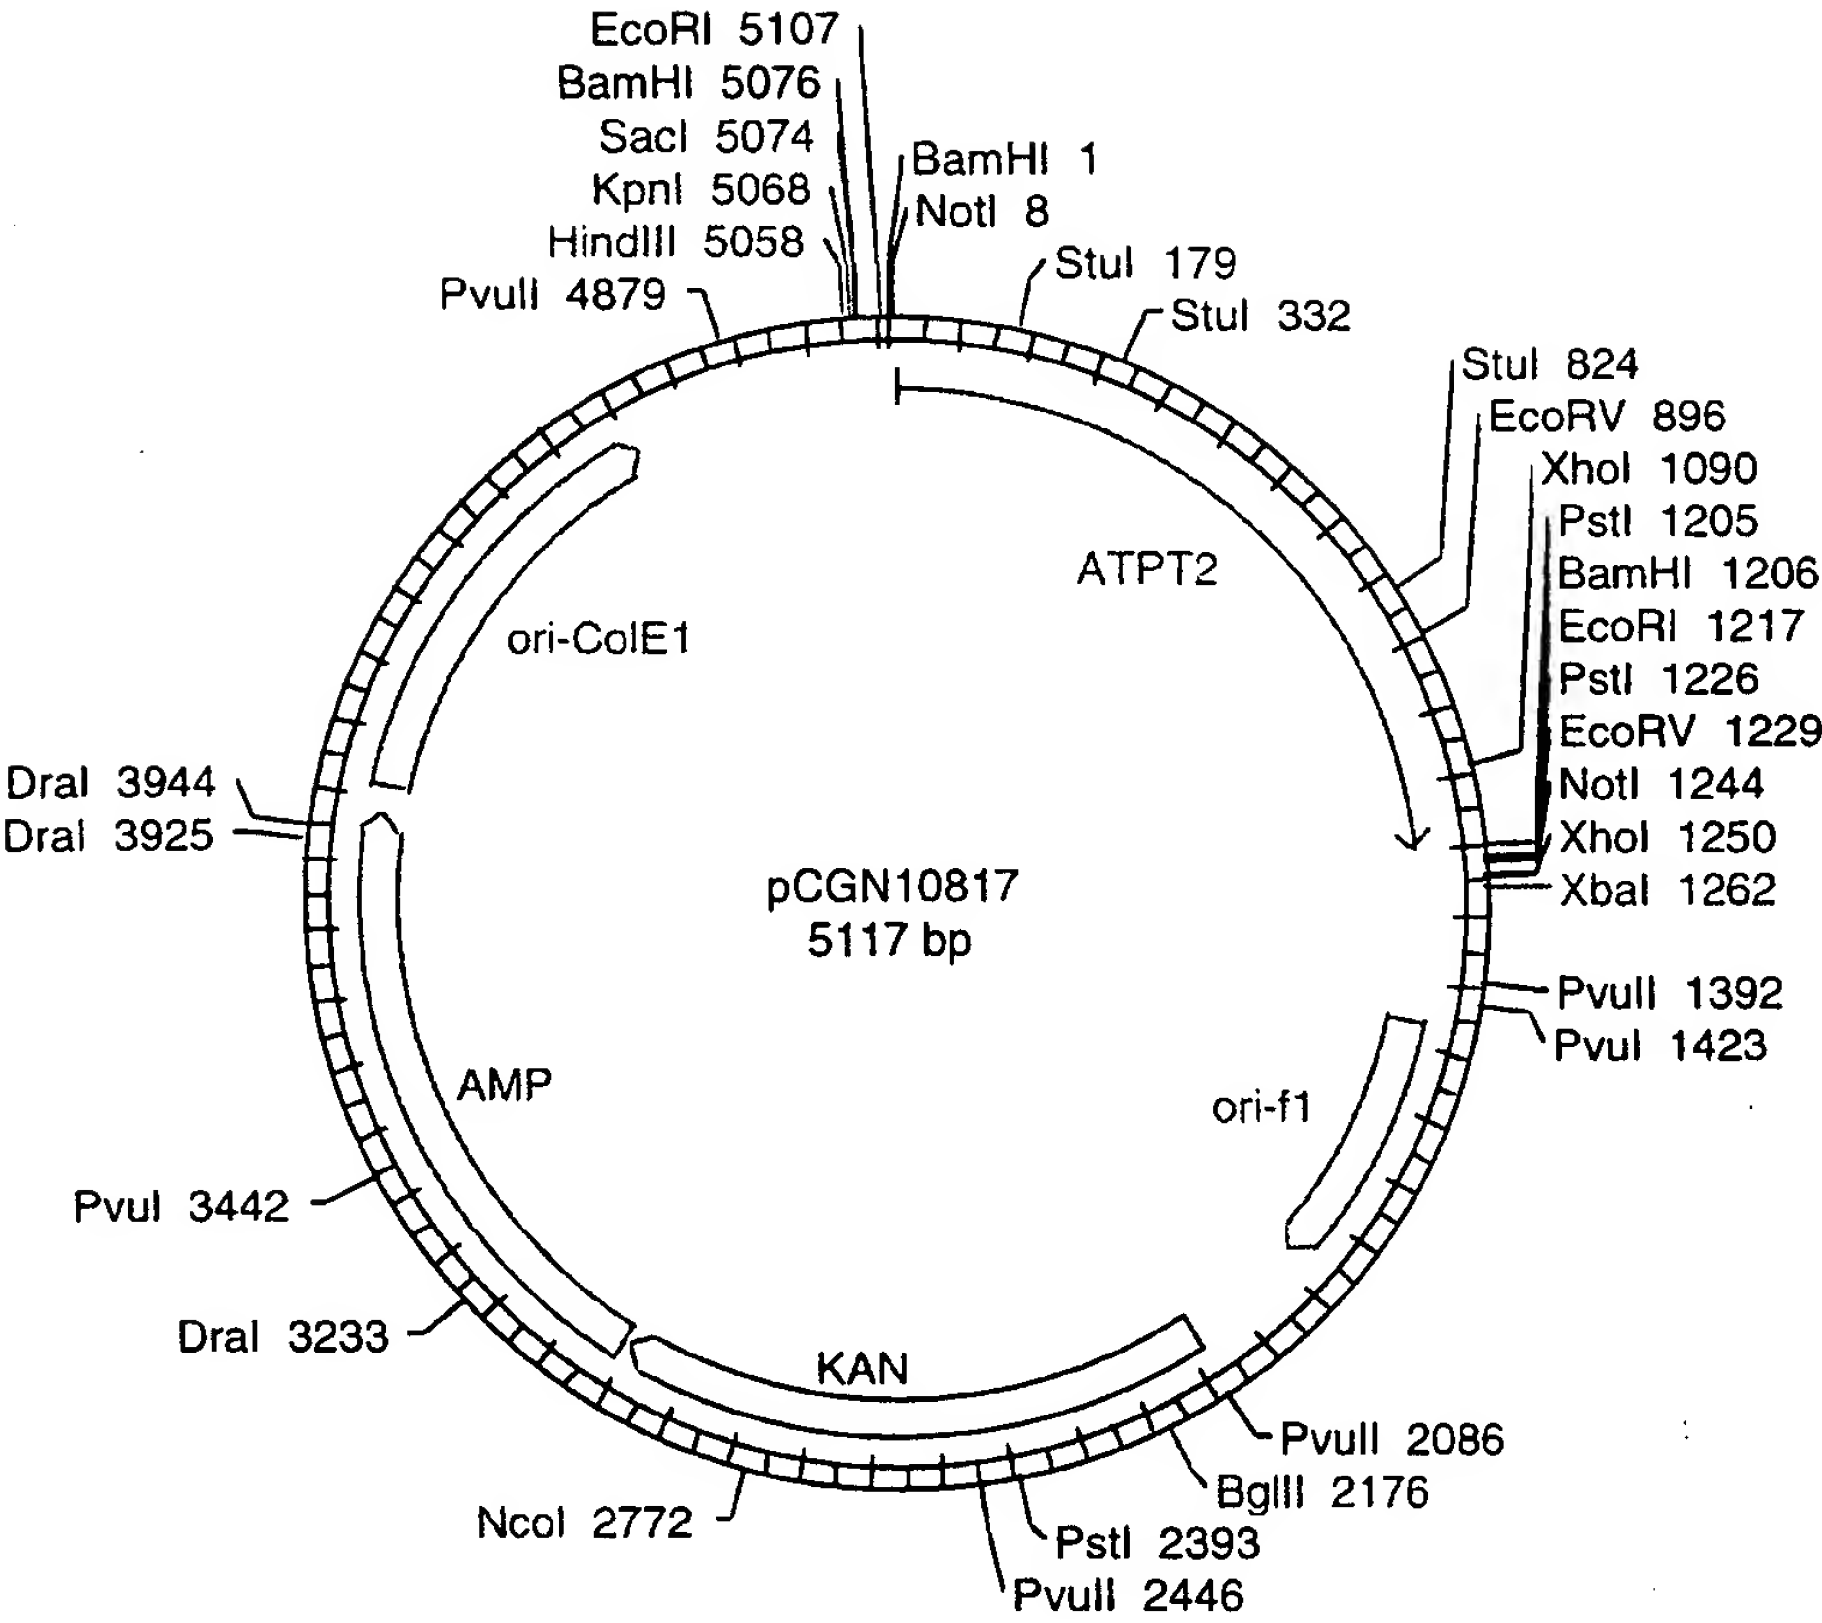 EcoRI 5107
BamHI 5076
SacI 5074
KpnI 5068
HindIII 5058
PvuII 4879
BamHI 1
NotI 8
StuI 179
StuI 332
StuI 824
EcoRV 896
XhoI 1090
PstI 1205
BamHI 1206
EcoRI 1217
PstI 1226
EcoRV 1229
NotI 1244
XhoI 1250
XbaI 1262
PvuII 1392
PvuI 1423
ATPT2
ori-ColE1
DraI 3944
DraI 3925
pCGN10817
5117 bp
AMP
ori-f1
PvuI 3442
DraI 3233
KAN
NcoI 2772
PvuII 2086
BglII 2176
PstI 2393
PvuII 2446